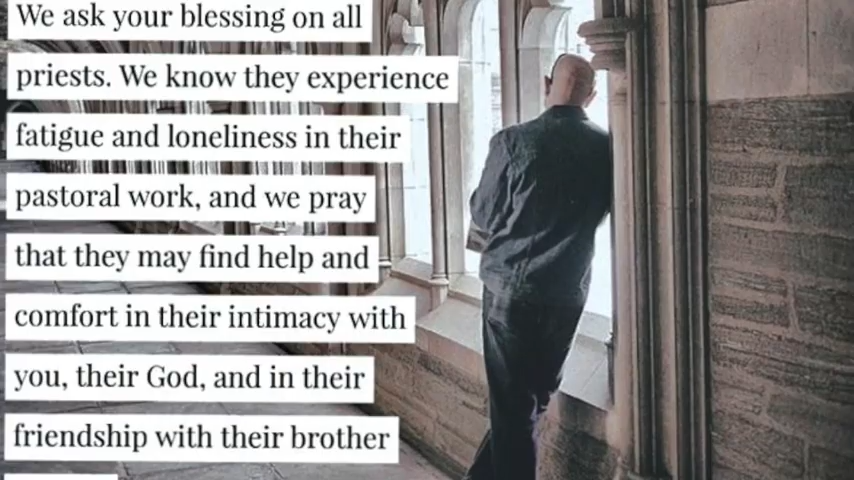 We ask your blessing on all
priests. We know they experience
fatigue and loneliness in their
pastoral work, and we pray
that they may find help and
comfort in their intimacy with
you, their God, and in their
friendship with their brother